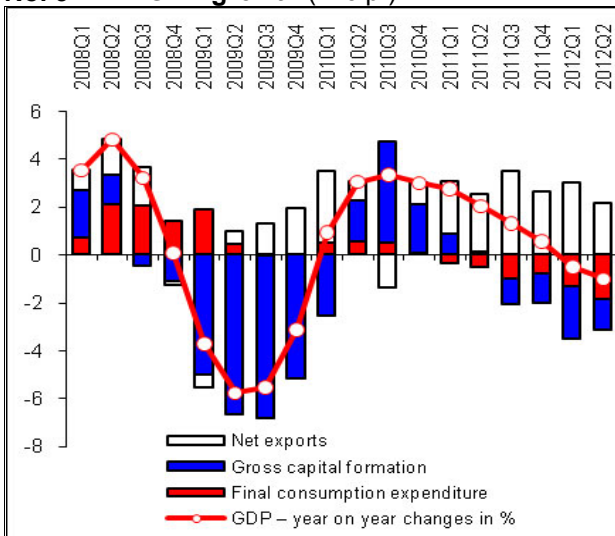 2008Q1
2008Q2
2008Q3
2008Q4
2009Q1
2009Q2
2009Q3
2009Q4
2010Q1
2010Q2
2010Q3
2010Q4
2011Q1
2011Q2
2011Q3
2011Q4
2012Q1
2012Q2
6
4
2
0
-2
-4
-6
-8
Net exports
Gross capital formation
Final consumption expenditure
GDP – year on year changes in %